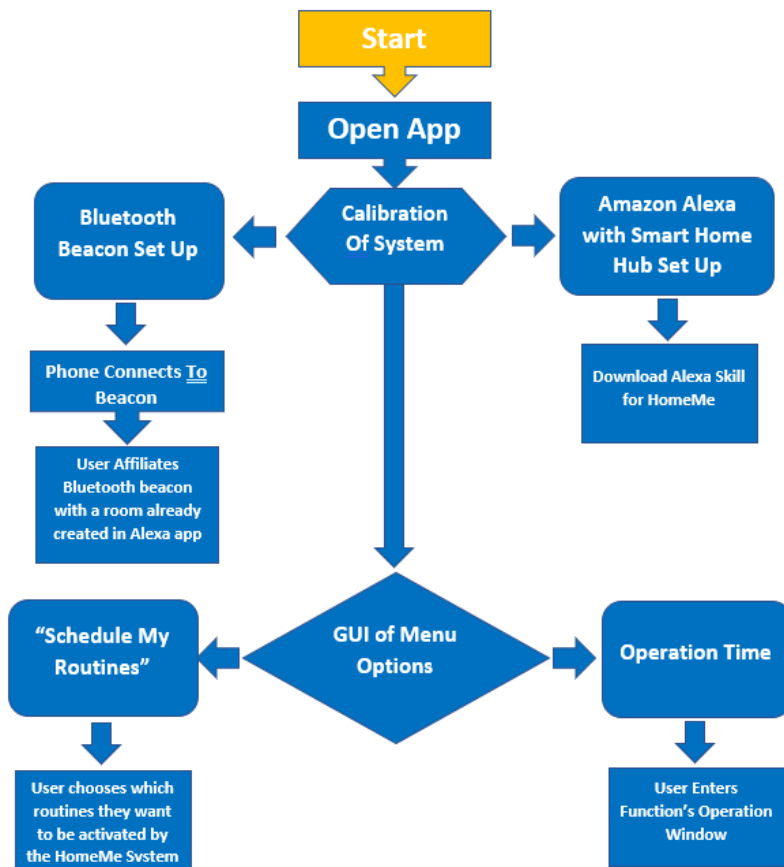 Start
Open App
Calibration
Of System
Bluetooth
Beacon Set Up
Amazon Alexa
with Smart Home
Hub Set Up
Phone Connects To
Beacon
Download Alexa Skill
for HomeMe
User Affiliates
Bluetooth beacon
with a room already
created in Alexa app
GUI of Menu
Options
“Schedule My
Routines”
Operation Time
User chooses which
routines they want
to be activated by
the HomeMe System
User Enters
Function’s Operation
Window